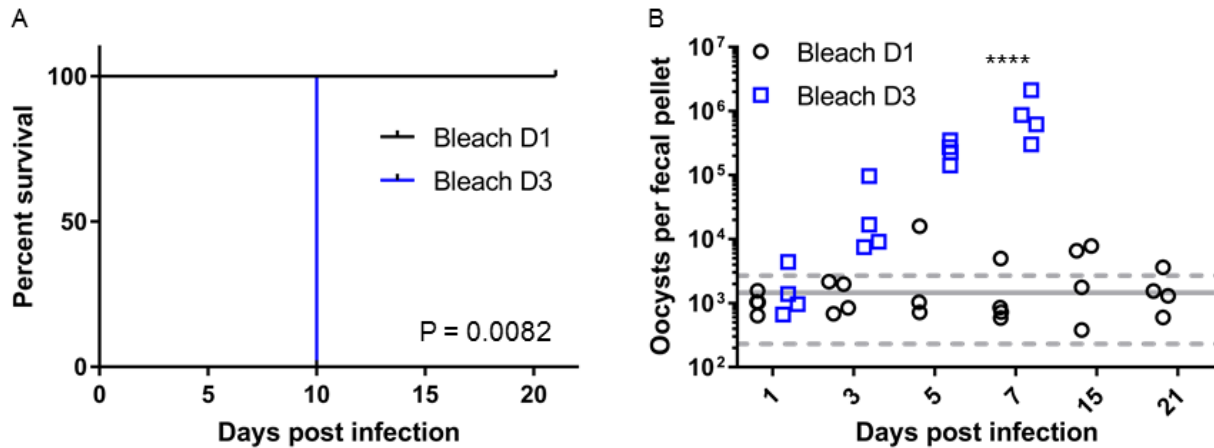 A
Percent survival
100
50
0
0 5 10 15 20
Days post infection
Bleach D1
Bleach D3
P = 0.0082
B
Oocysts per fecal pellet
10⁷
10⁶
10⁵
10⁴
10³
10²
1 3 5 7 15 21
Days post infection
Bleach D1
Bleach D3
****